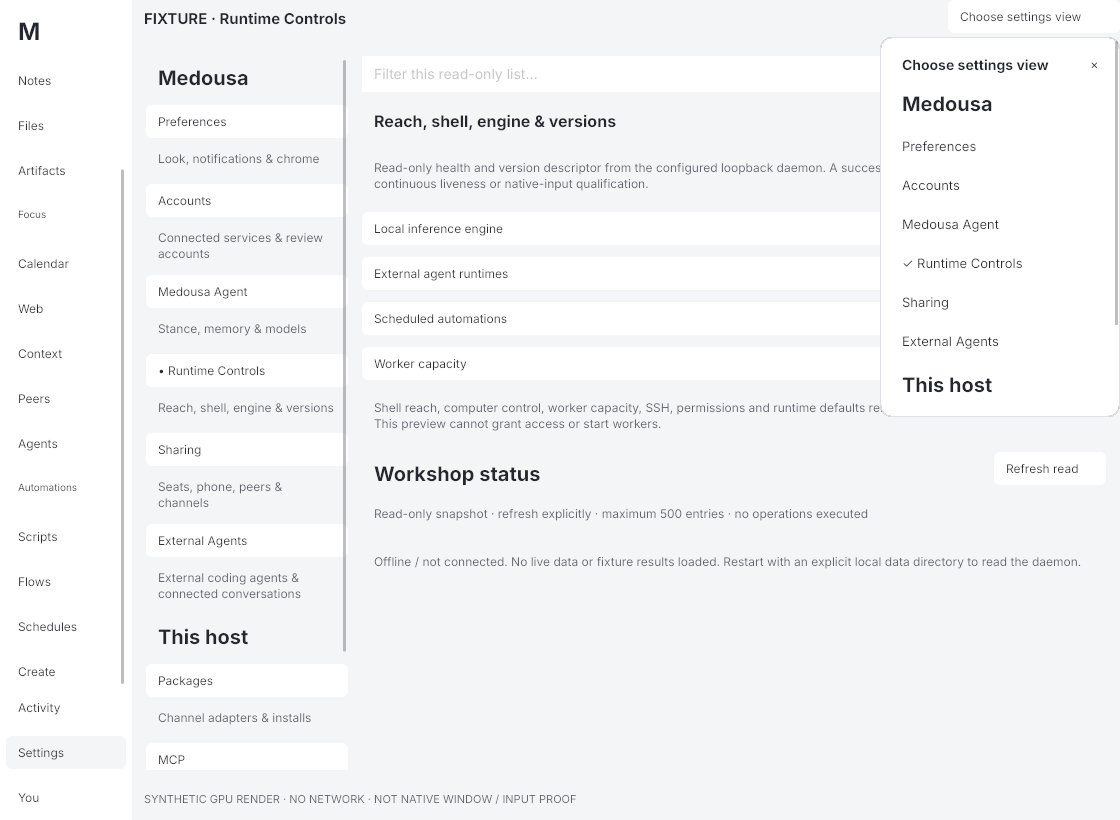 M
Notes
Files
Artifacts
Focus
Calendar
Web
Context
Peers
Agents
Automations
Scripts
Flows
Schedules
Create
Activity
Settings
You
FIXTURE · Runtime Controls
Choose settings view
Medousa
Preferences
Look, notifications & chrome
Accounts
Connected services & review
accounts
Medousa Agent
Stance, memory & models
• Runtime Controls
Reach, shell, engine & versions
Sharing
Seats, phone, peers &
channels
External Agents
External coding agents &
connected conversations
This host
Packages
Channel adapters & installs
MCP
Filter this read-only list...
Reach, shell, engine & versions
Read-only health and version descriptor from the configured loopback daemon. A
continuous liveness or native-input qualification.
Local inference engine
External agent runtimes
Scheduled automations
Worker capacity
Shell reach, computer control, worker capacity, SSH, permissions and runtime defaults
This preview cannot grant access or start workers.
Workshop status
Refresh read
Read-only snapshot · refresh explicitly · maximum 500 entries · no operations executed
Offline / not connected. No live data or fixture results loaded. Restart with an explicit local data directory to read the daemon.
Choose settings view ×
Medousa
Preferences
Accounts
Medousa Agent
✓ Runtime Controls
Sharing
External Agents
This host
SYNTHETIC GPU RENDER · NO NETWORK · NOT NATIVE WINDOW / INPUT PROOF